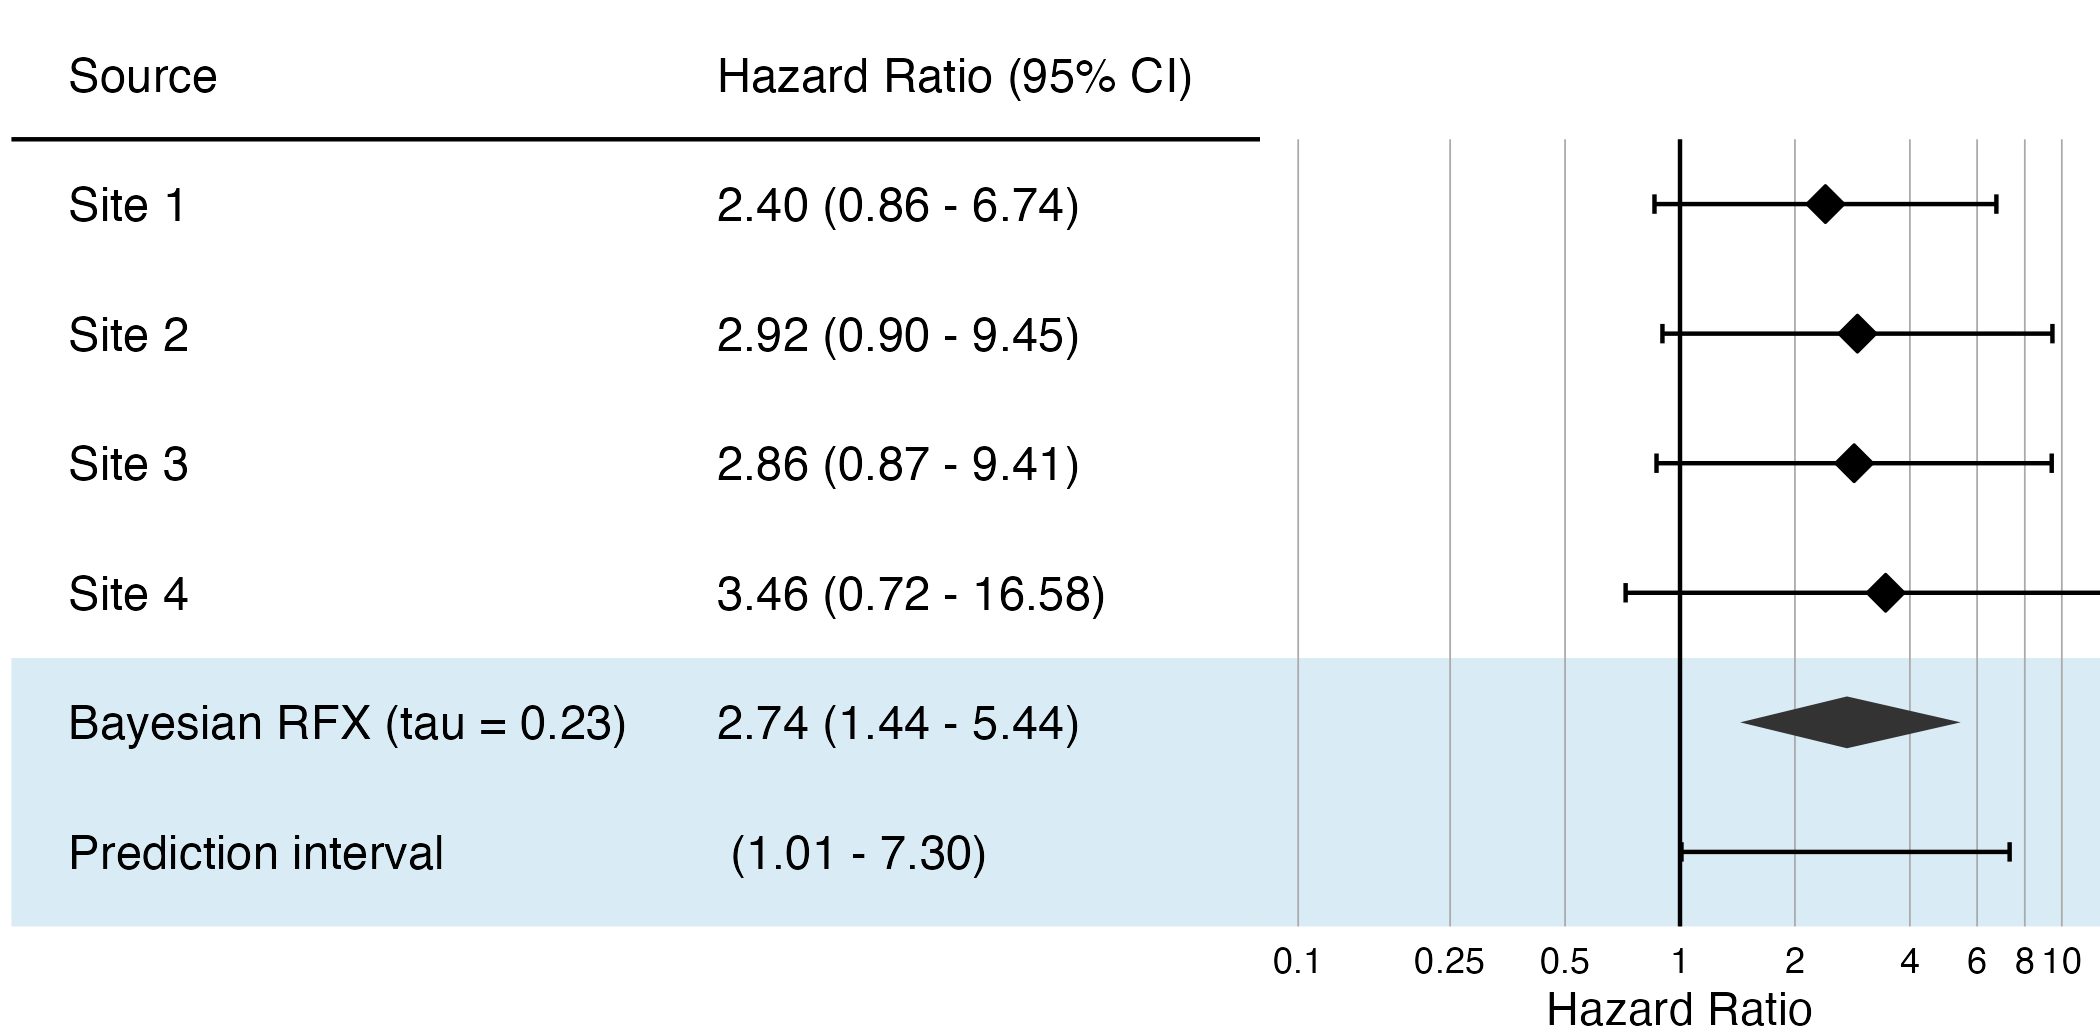 Source Hazard Ratio (95% CI)
Site 1 2.40 (0.86 - 6.74)
Site 2 2.92 (0.90 - 9.45)
Site 3 2.86 (0.87 - 9.41)
Site 4 3.46 (0.72 - 16.58)
Bayesian RFX (tau = 0.23) 2.74 (1.44 - 5.44)
Prediction interval (1.01 - 7.30)
0.1 0.25 0.5 1 2 4 6 8 10
Hazard Ratio